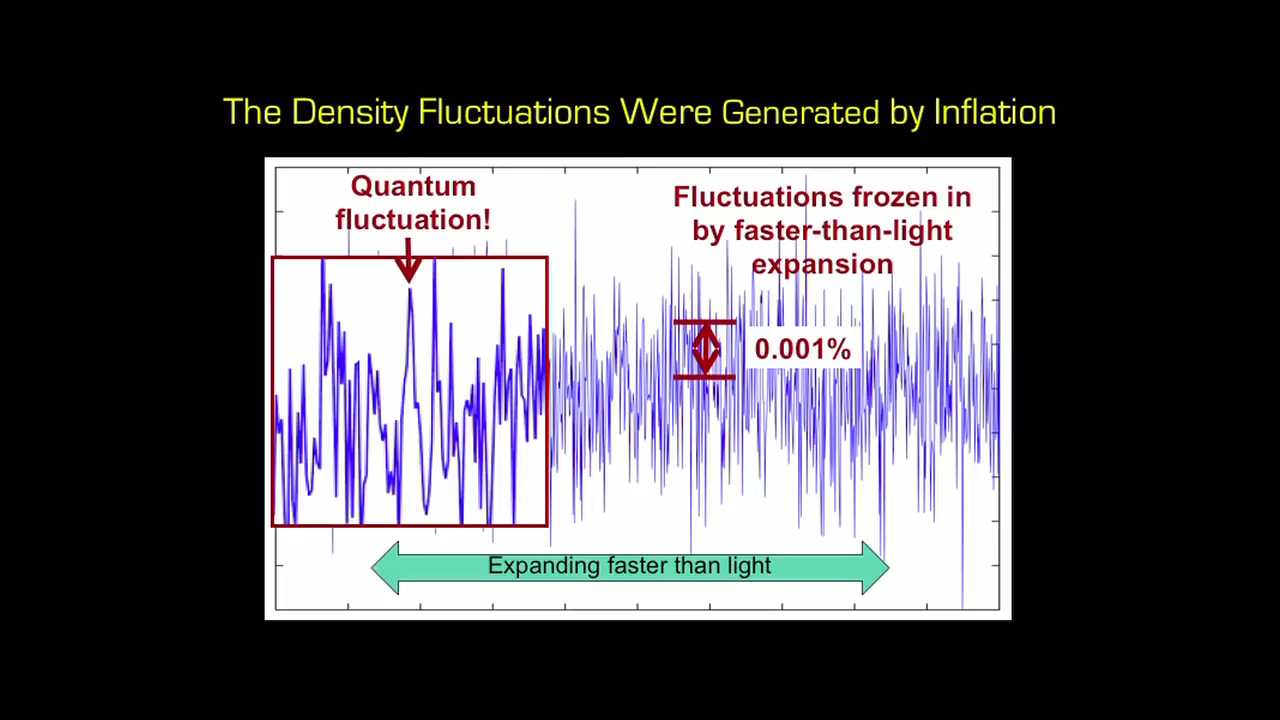 The Density Fluctuations Were Generated by Inflation
Quantum
fluctuation!
Fluctuations frozen in
by faster-than-light
expansion
0.001%
Expanding faster than light